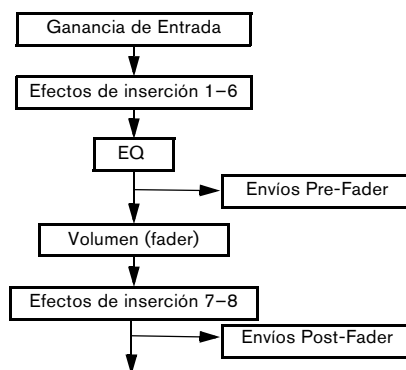 Ganancia de Entrada
Efectos de inserción 1–6
EQ
Envíos Pre-Fader
Volumen (fader)
Efectos de inserción 7–8
Envíos Post-Fader